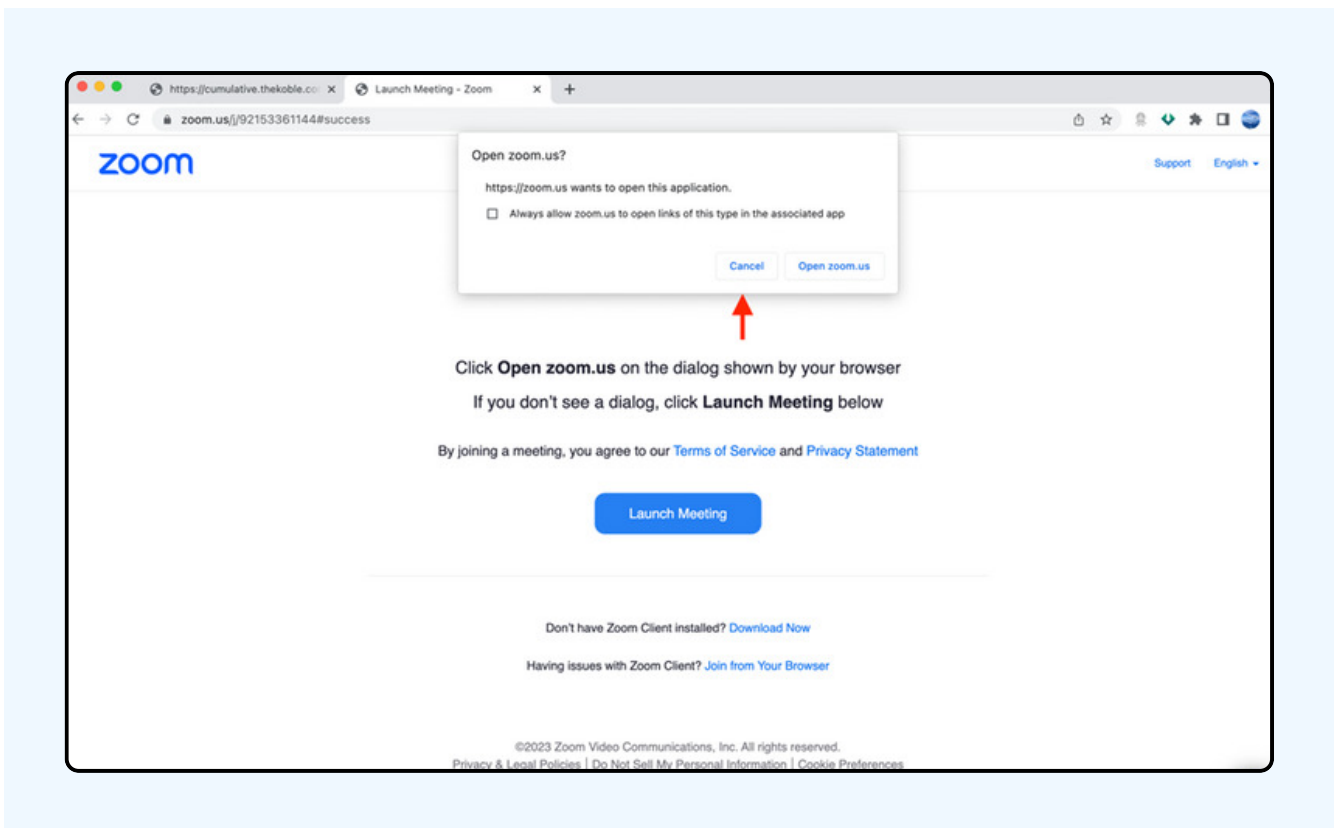 https://cumulative.thekoble.co
Launch Meeting - Zoom
zoom.us/j/92153361144#success
zoom
Support English
Open zoom.us?
https://zoom.us wants to open this application.
Always allow zoom.us to open links of this type in the associated app
Cancel Open zoom.us
Click Open zoom.us on the dialog shown by your browser
If you don't see a dialog, click Launch Meeting below
By joining a meeting, you agree to our Terms of Service and Privacy Statement
Launch Meeting
Don't have Zoom Client installed? Download Now
Having issues with Zoom Client? Join from Your Browser
©2023 Zoom Video Communications, Inc. All rights reserved.
Privacy & Legal Policies | Do Not Sell My Personal Information | Cookie Preferences